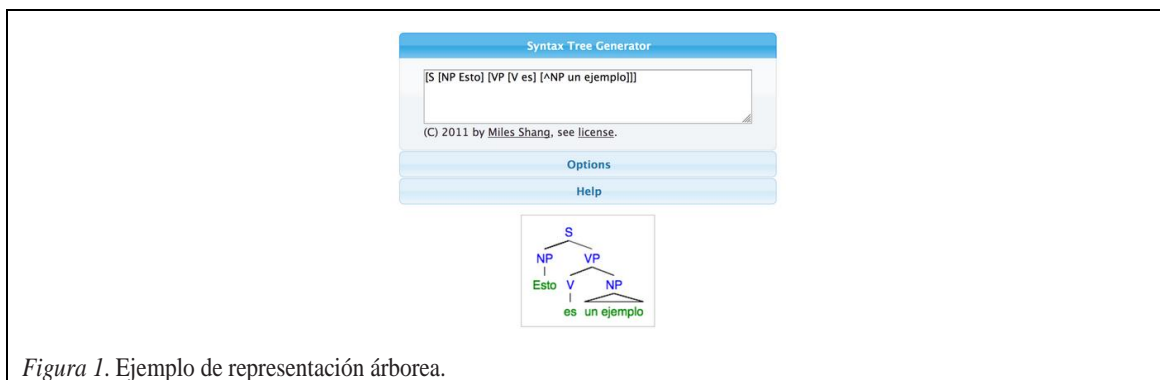 Syntax Tree Generator
[S [NP Esto] [VP [V es] [^NP un ejemplo]]]
(C) 2011 by Miles Shang, see license.
Options
Help
S
NP VP
Esto V NP
es un ejemplo
Figura 1. Ejemplo de representación árborea.